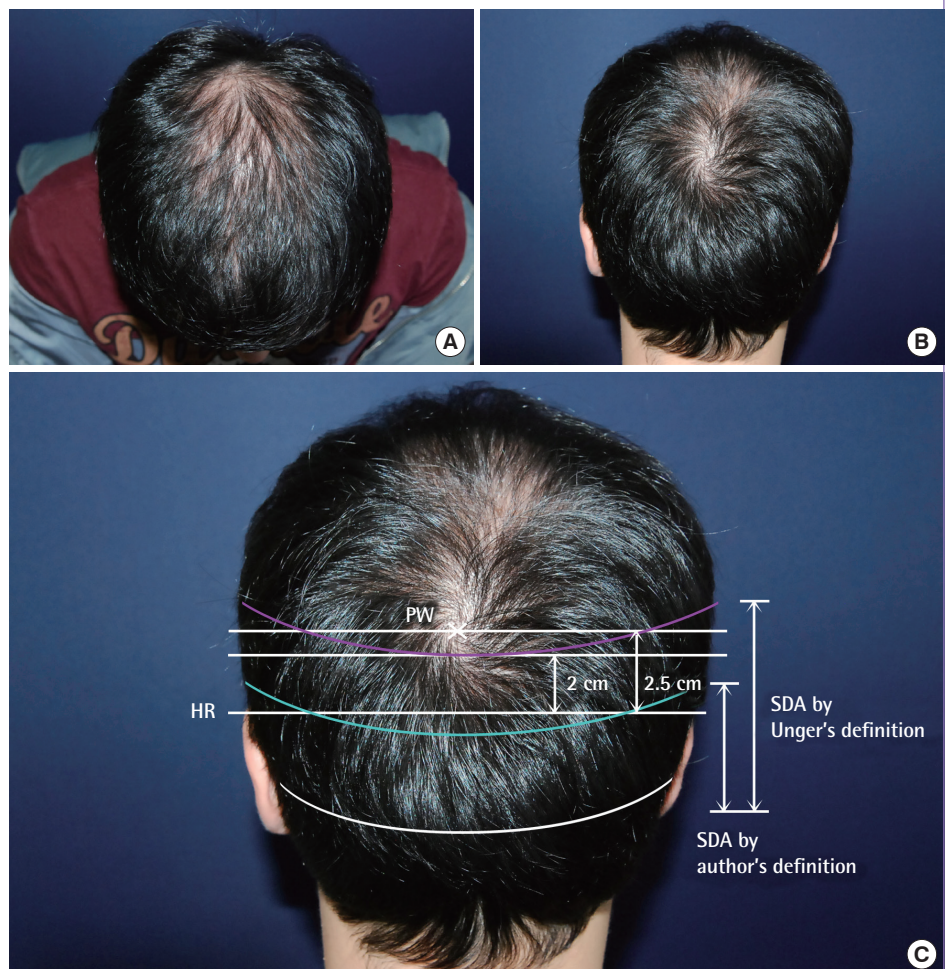 A
B
PW
2 cm
2.5 cm
HR
SDA by
Unger's definition
SDA by
author's definition
C